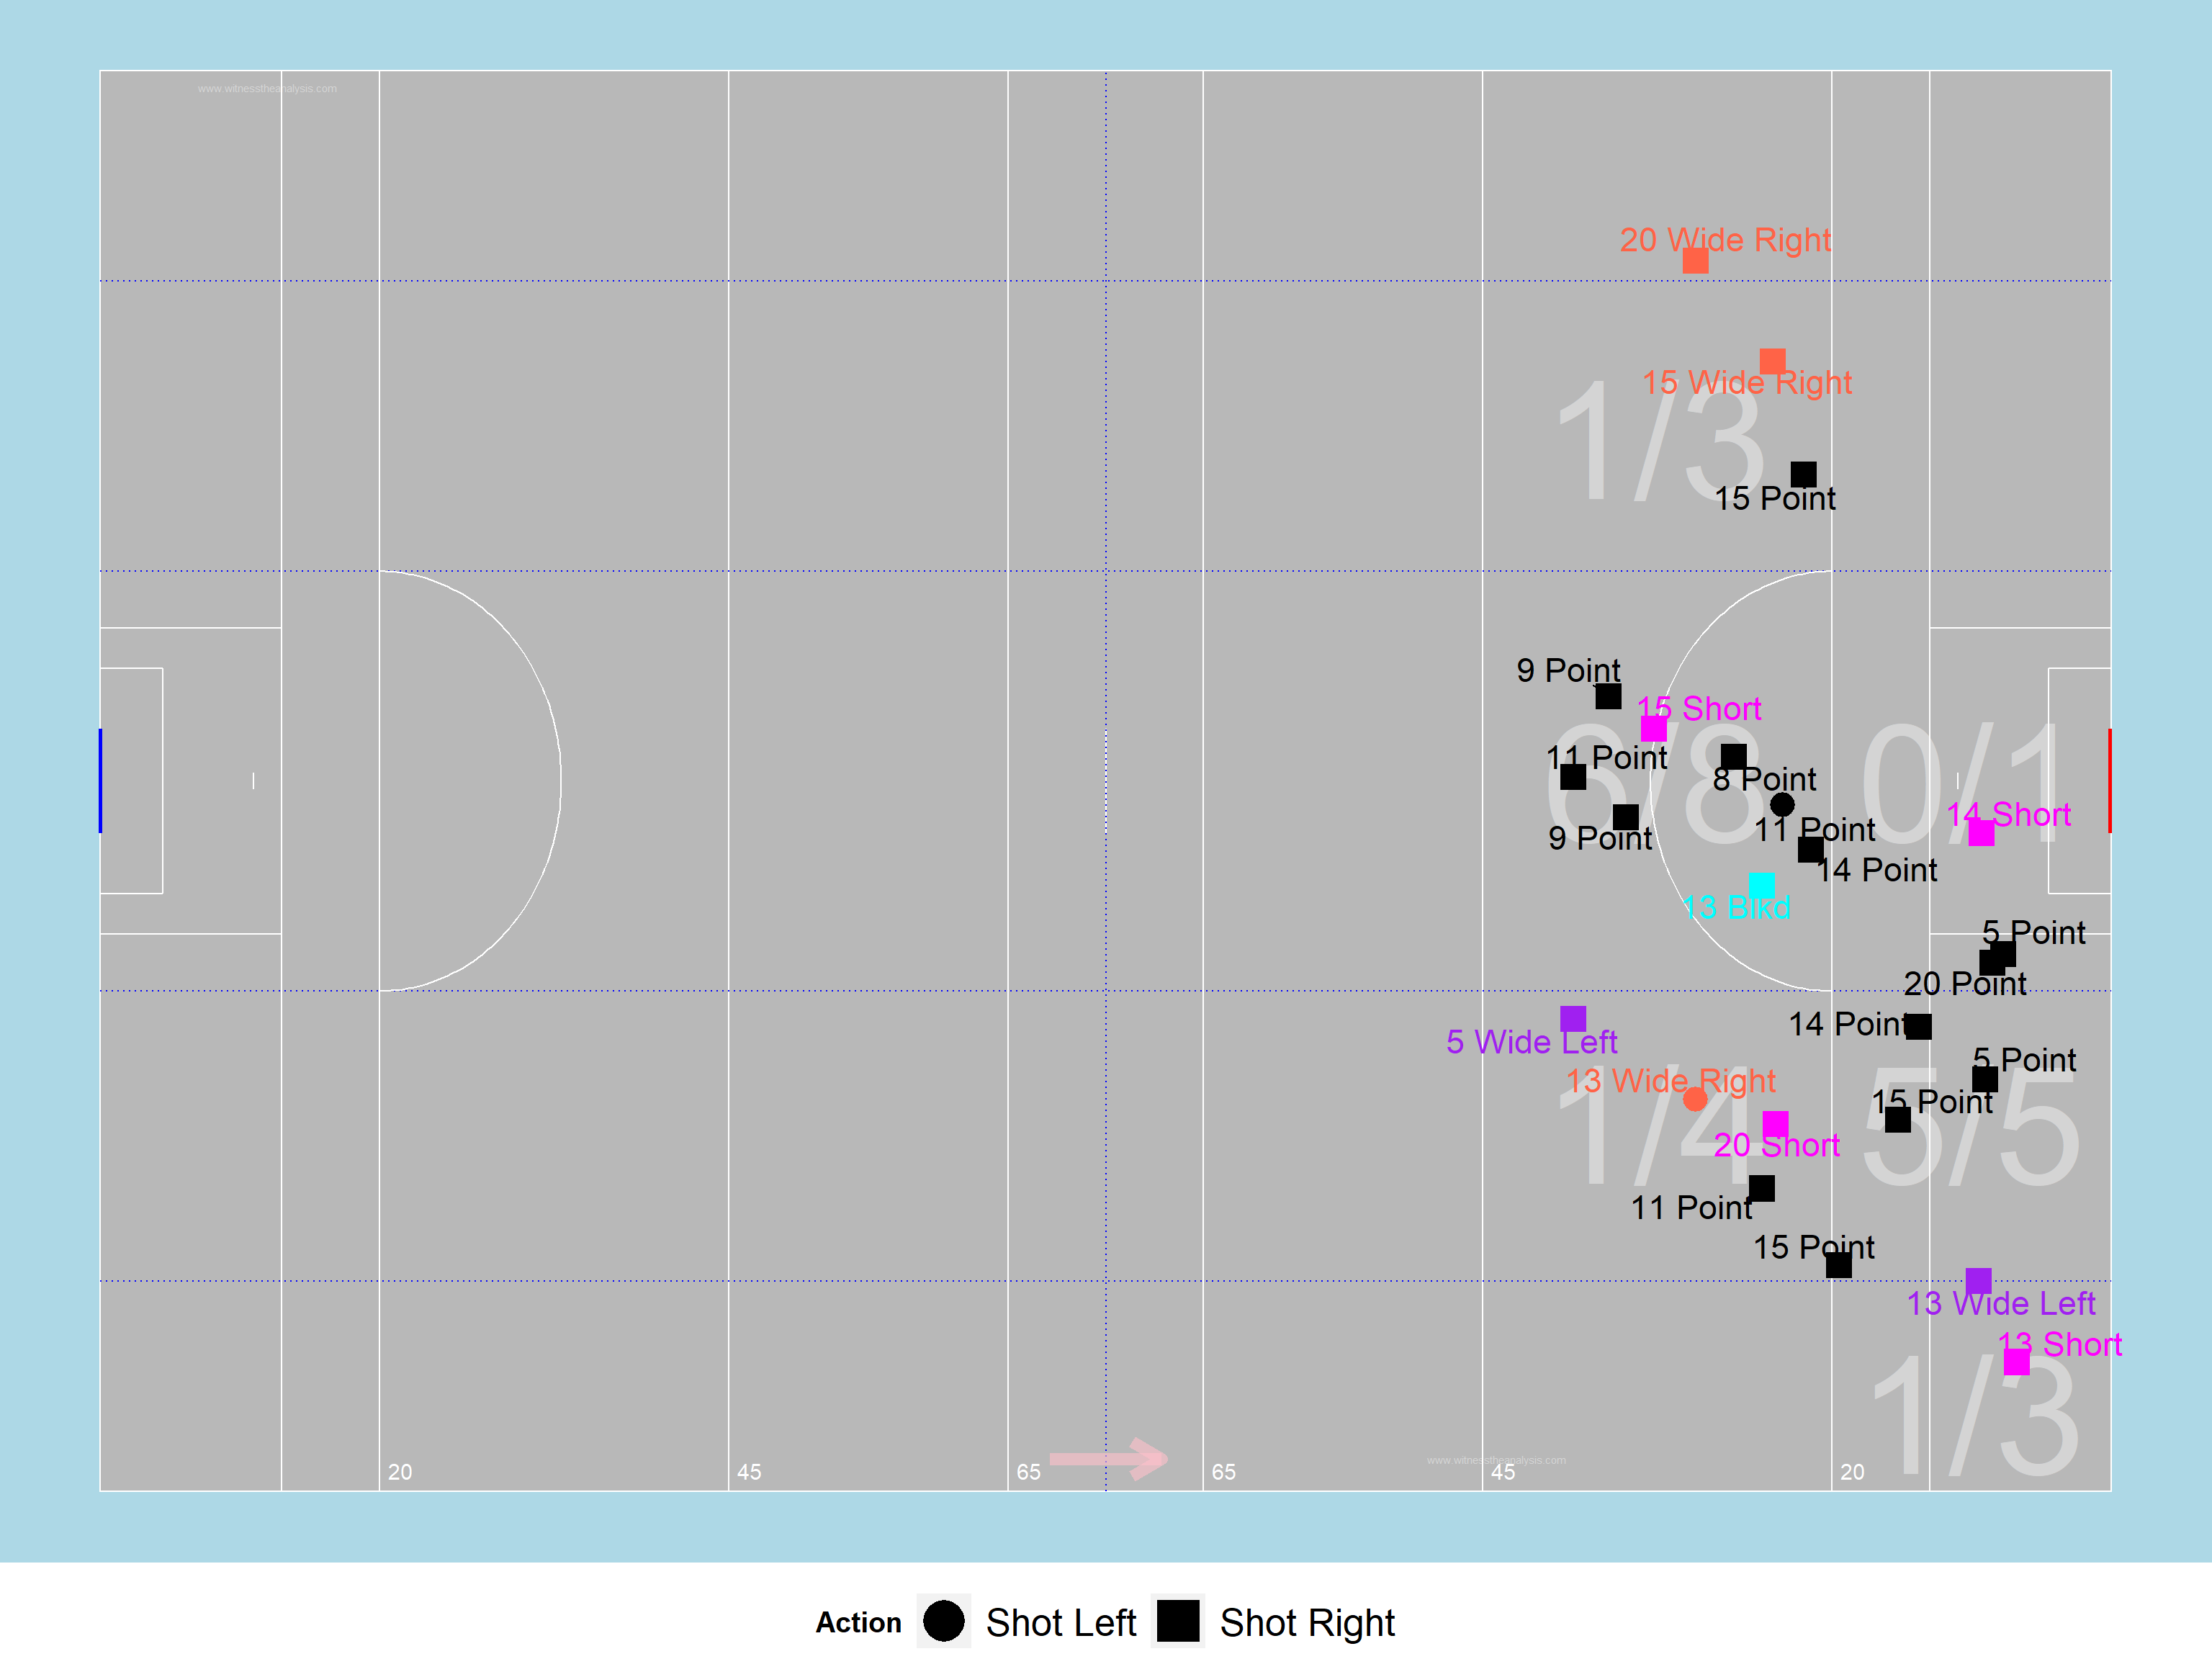 www.witnesstheanalysis.com
20 Wide Right
15 Wide Right
1/3
15 Point
9 Point
15 Short
11 Point
6/8
0/1
8 Point
14 Short
11 Point
9 Point
14 Point
13 Blkd
5 Point
20 Point
14 Point
5 Wide Left
5 Point
13 Wide Right
15 Point
1/4
5/5
20 Short
11 Point
15 Point
13 Wide Left
13 Short
1/3
www.witnesstheanalysis.com
20 45 65 65 45 20
Action Shot Left Shot Right